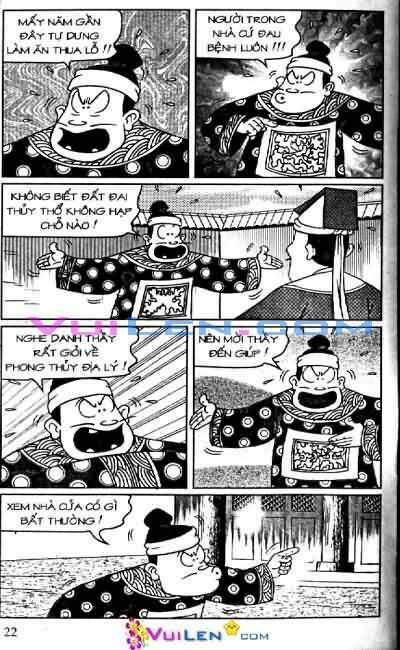 MẤY NĂM GẦN
ĐÂY TỰ DƯNG
LÀM ĂN THUA LỖ !
NGƯỜI TRONG
NHÀ CỨ ĐAU
BỆNH LUÔN !!!
KHÔNG BIẾT ĐẤT ĐAI
THỦY THỔ KHÔNG HẠP
CHỖ NÀO !
VUILEN.COM
NGHE DANH THẦY
RẤT GIỎI VỀ
PHONG THỦY ĐỊA LÝ !
NÊN MỜI THẦY
ĐẾN GIÚP !
XEM NHÀ CỬA CÓ GÌ
BẤT THƯỜNG !
22
VUILEN.COM